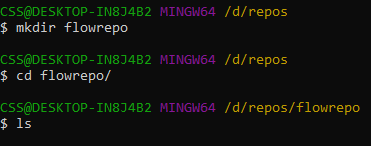 CSS@DESKTOP-IN8J4B2 MINGW64 /d/repos
$ mkdir flowrepo
CSS@DESKTOP-IN8J4B2 MINGW64 /d/repos
$ cd flowrepo/
CSS@DESKTOP-IN8J4B2 MINGW64 /d/repos/flowrepo
$ ls